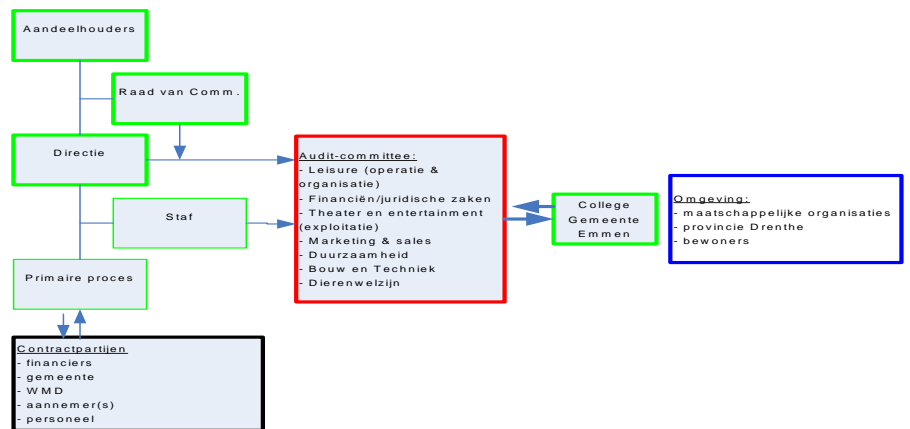 Aandeelhouders
Raad van Comm.
Directie
Staf
Primaire proces
Contractpartijen
- financiers
- gemeente
- WMD
- aannemer(s)
- personeel
Audit-committee:
- Leisure (operatie &
organisatie)
- Financiën/juridische zaken
- Theater en entertainment
(exploitatie)
- Marketing & sales
- Duurzaamheid
- Bouw en Techniek
- Dierenwelzijn
College
Gemeente
Emmen
Omgeving:
- maatschappelijke organisaties
- provincie Drenthe
- bewoners